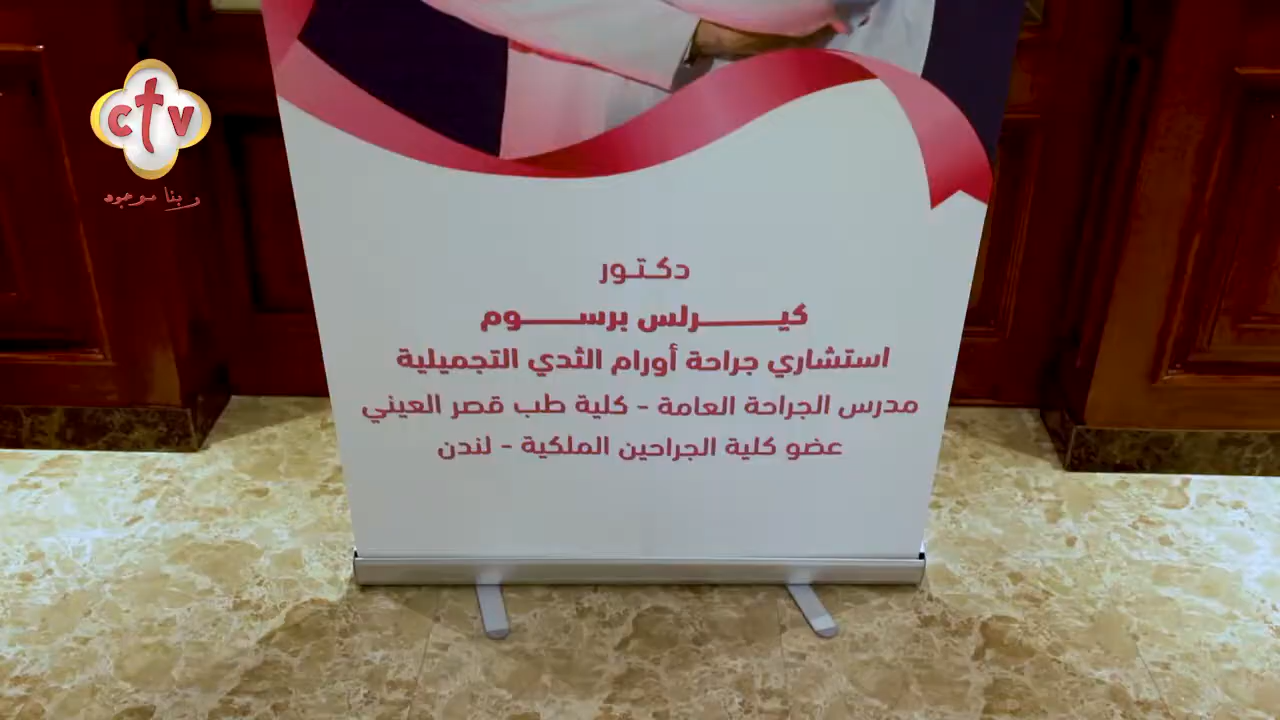 ctv
ربنا موجود
دكتور
كيرلس برسوم
استشاري جراحة أورام الثدي التجميلية
مدرس الجراحة العامة - كلية طب قصر العيني
عضو كلية الجراحين الملكية - لندن